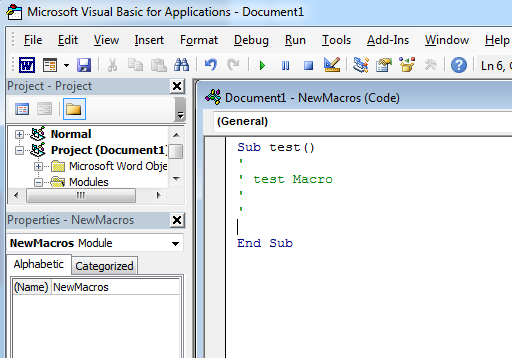 Microsoft Visual Basic for Applications - Document1
File Edit View Insert Format Debug Run Tools Add-Ins Window Help
Ln 6,
Project - Project
Normal
Project (Document1)
Microsoft Word Obje
Modules
Properties - NewMacros
NewMacros Module
Alphabetic Categorized
(Name) NewMacros
Document1 - NewMacros (Code)
(General)
Sub test()
'
' test Macro
'
'
End Sub